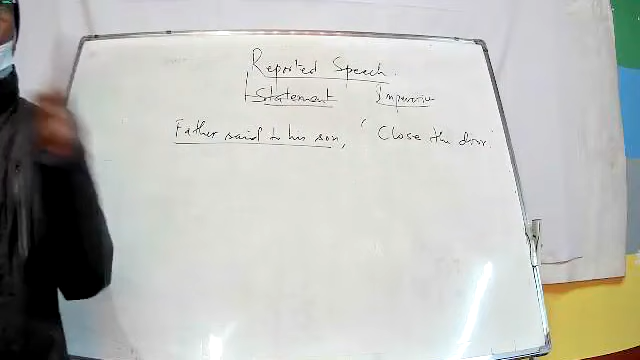 Reported Speech.
Statement Imperative
Father said to his son, ' Close the door.'